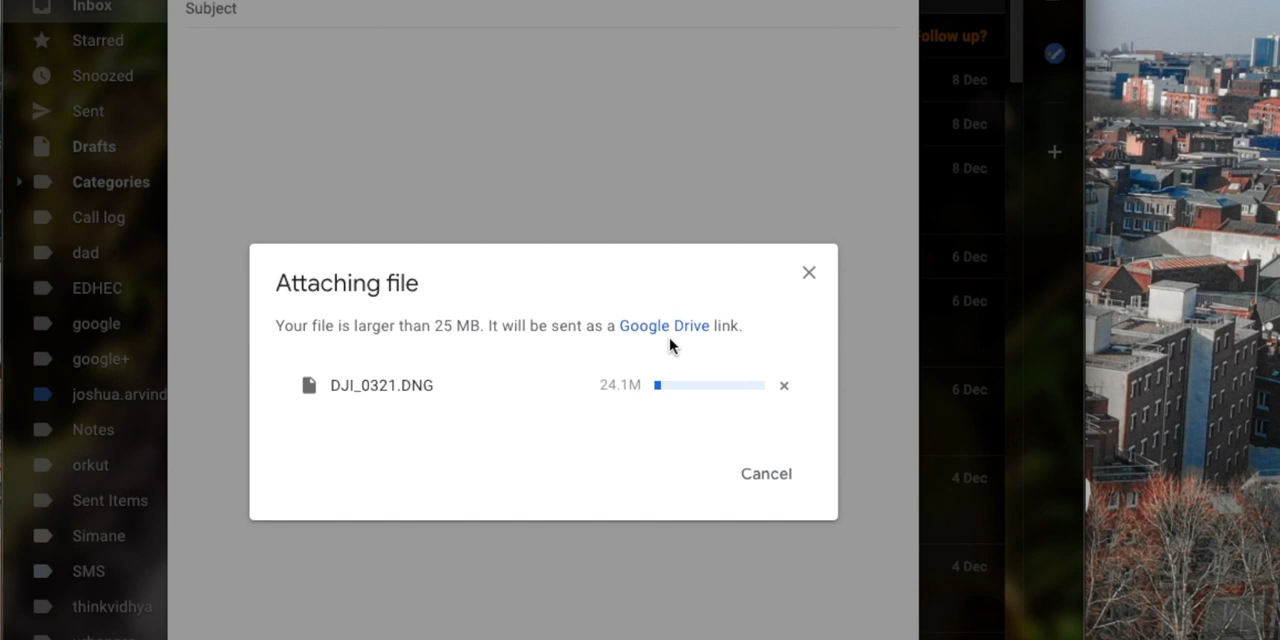 Inbox
Starred
Snoozed
Sent
Drafts
Categories
Call log
dad
EDHEC
google
google+
joshua.arvind
Notes
orkut
Sent Items
Simane
SMS
thinkvidhya
Subject
Attaching file
Your file is larger than 25 MB. It will be sent as a Google Drive link.
DJI_0321.DNG 24.1M
Cancel
Follow up?
8 Dec
8 Dec
8 Dec
6 Dec
6 Dec
6 Dec
4 Dec
4 Dec